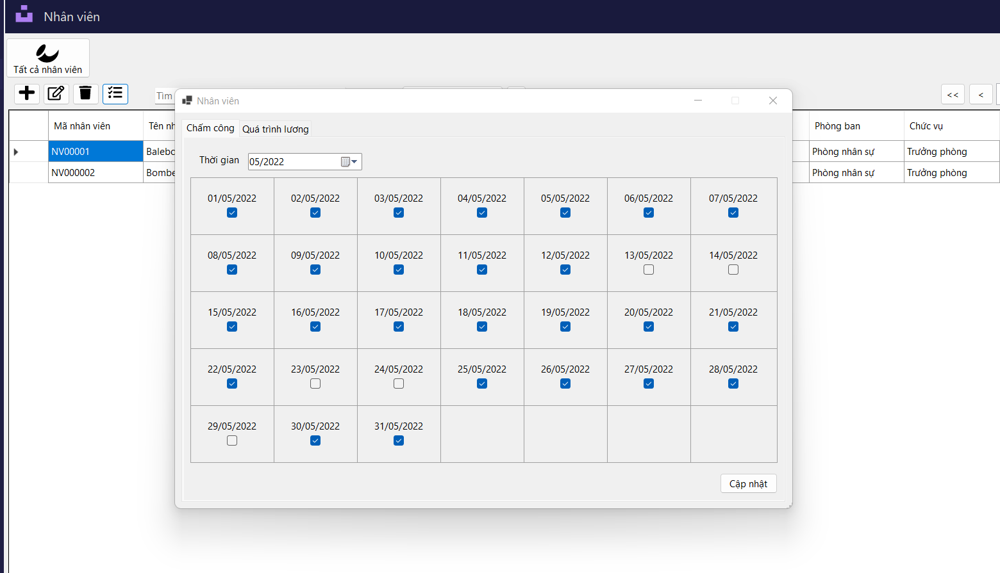 Nhân viên
Tất cả nhân viên
Tìm
<< <
Nhân viên
Mã nhân viên Tên Phòng ban Chức vụ
NV00001 Phòng nhân sự Trưởng phòng
NV000002 Phòng nhân sự Trưởng phòng
Chấm công Quá trình lương
Thời gian 05/2022
01/05/2022 02/05/2022 03/05/2022 04/05/2022 05/05/2022 06/05/2022 07/05/2022
08/05/2022 09/05/2022 10/05/2022 11/05/2022 12/05/2022 13/05/2022 14/05/2022
15/05/2022 16/05/2022 17/05/2022 18/05/2022 19/05/2022 20/05/2022 21/05/2022
22/05/2022 23/05/2022 24/05/2022 25/05/2022 26/05/2022 27/05/2022 28/05/2022
29/05/2022 30/05/2022 31/05/2022
Cập nhật